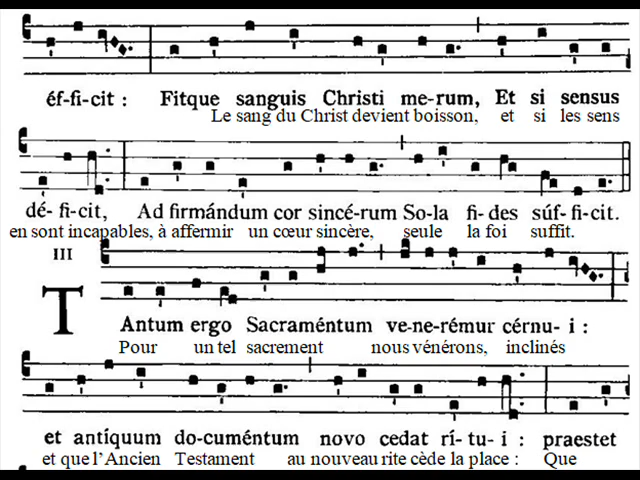 éf-fi-cit : Fitque sanguis Christi me-rum, Et si sensus
Le sang du Christ devient boisson, et si les sens
dé- fi-cit, Ad firmándum cor sincé-rum So-la fi- des súf- fi-cit.
en sont incapables, à affermir un cœur sincère, seule la foi suffit.
III
TAntum ergo Sacraméntum ve-ne-rémur cérnu- i :
Pour un tel sacrement nous vénérons, inclinés
et antíquum do-cuméntum novo cedat rí-tu- i : praestet
et que l'Ancien Testament au nouveau rite cède la place : Que